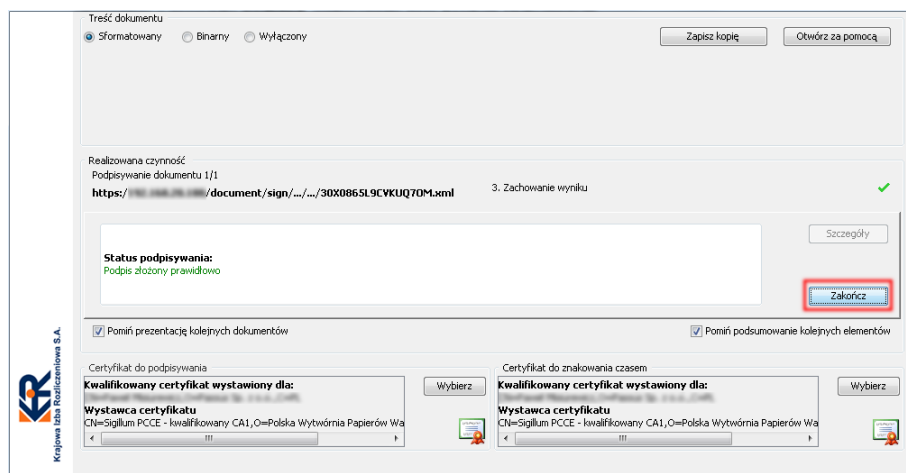 Treść dokumentu
Sformatowany Binarny Wyłączony Zapisz kopię Otwórz za pomocą
Realizowana czynność
Podpisywanie dokumentu 1/1
https:/ /document/sign/.../.../30X0865L9CVKUQ7OM.xml 3. Zachowanie wyniku
Szczegóły
Status podpisywania:
Podpis złożony prawidłowo
Zakończ
Pomiń prezentację kolejnych dokumentów Pomiń podsumowanie kolejnych elementów
Certyfikat do podpisywania Certyfikat do znakowania czasem
Kwalifikowany certyfikat wystawiony dla: Wybierz Kwalifikowany certyfikat wystawiony dla: Wybierz
Wystawca certyfikatu Wystawca certyfikatu
CN=Sigillum PCCE - kwalifikowany CA1,O=Polska Wytwórnia Papierów Wa CN=Sigillum PCCE - kwalifikowany CA1,O=Polska Wytwórnia Papierów Wa
KIR
Krajowa Izba Rozliczeniowa S.A.